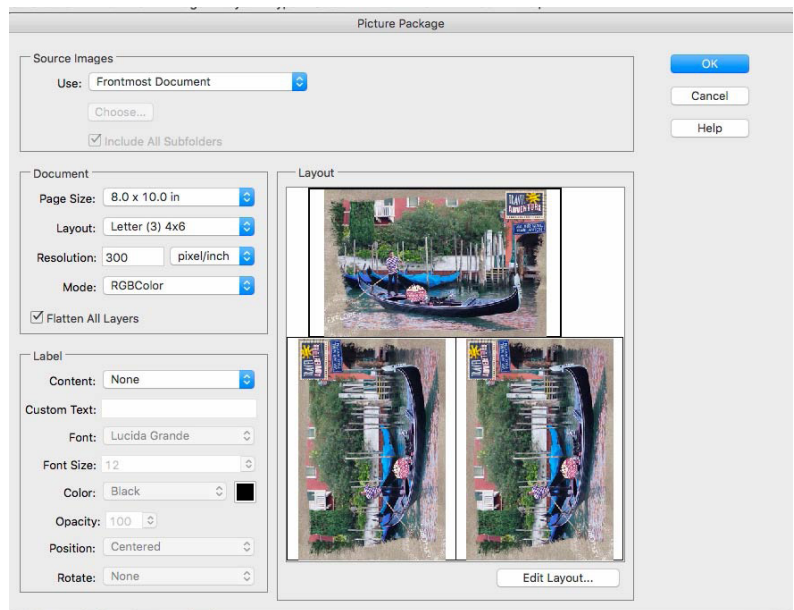 Picture Package
Source Images
Use: Frontmost Document
Choose...
Include All Subfolders
OK
Cancel
Help
Document
Page Size: 8.0 x 10.0 in
Layout: Letter (3) 4x6
Resolution: 300 pixel/inch
Mode: RGBColor
Flatten All Layers
Label
Content: None
Custom Text:
Font: Lucida Grande
Font Size: 12
Color: Black
Opacity: 100
Position: Centered
Rotate: None
Layout
Edit Layout...